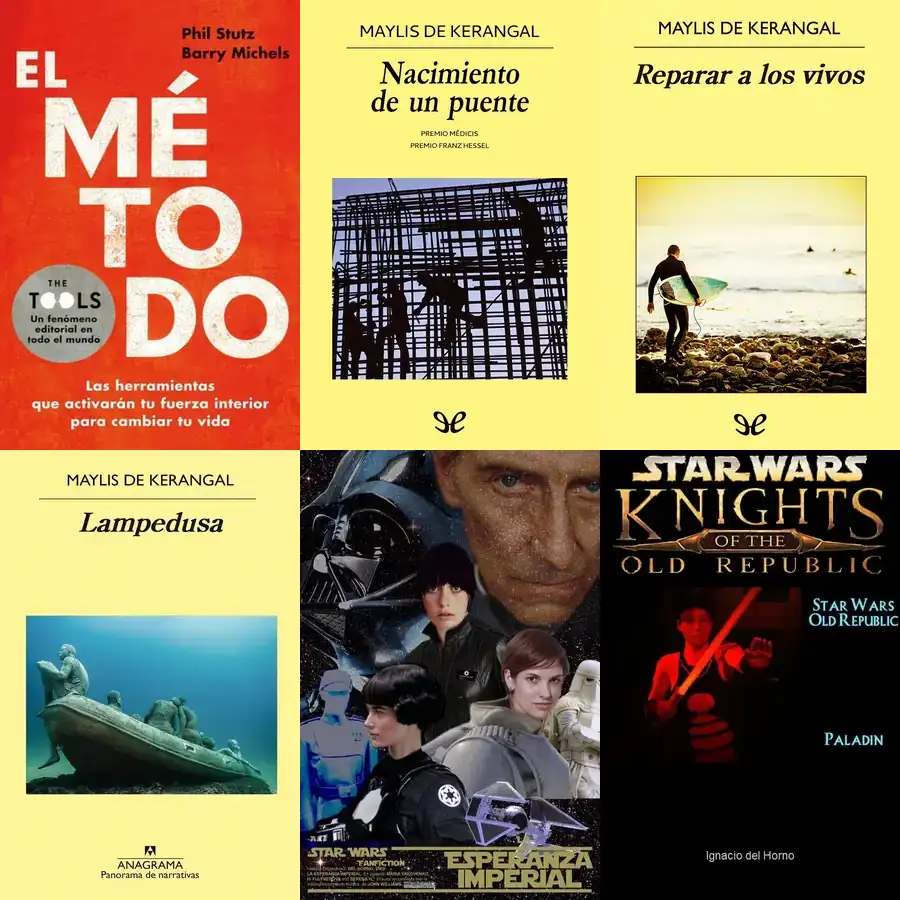 Phil Stutz
Barry Michels
EL
MÉ
TO
DO
THE
TOOLS
Un fenómeno
editorial en
todo el mundo
Las herramientas
que activarán tu fuerza interior
para cambiar tu vida
MAYLIS DE KERANGAL
Nacimiento
de un puente
PREMIO MÉDICIS
PREMIO FRANZ HESSEL
MAYLIS DE KERANGAL
Reparar a los vivos
MAYLIS DE KERANGAL
Lampedusa
ANAGRAMA
Panorama de narrativas
STAR WARS
FANFICTION
ESPERANZA
IMPERIAL
STAR WARS
KNIGHTS
OF THE
OLD REPUBLIC
STAR WARS
OLD REPUBLIC
PALADIN
Ignacio del Horno